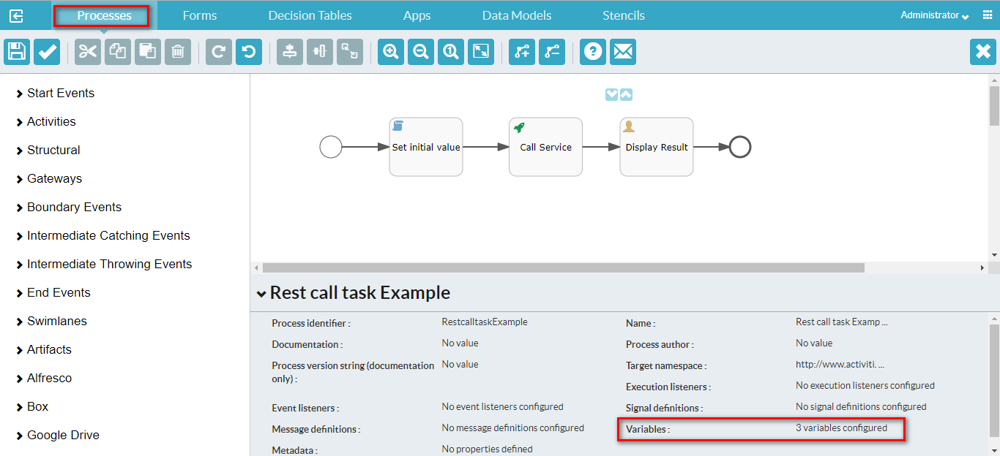 Processes Forms Decision Tables Apps Data Models Stencils Administrator
Start Events
Activities
Structural
Gateways
Boundary Events
Intermediate Catching Events
Intermediate Throwing Events
End Events
Swimlanes
Artifacts
Alfresco
Box
Google Drive
Set initial value Call Service Display Result
Rest call task Example
Process identifier : RestcalltaskExample
Documentation : No value
Process version string (documentation only) : No value
Event listeners : No event listeners configured
Message definitions : No message definitions configured
Metadata : No properties defined
Name : Rest call task Examp ...
Process author : No value
Target namespace : http://www.activiti. ...
Execution listeners : No execution listeners configured
Signal definitions : No signal definitions configured
Variables : 3 variables configured